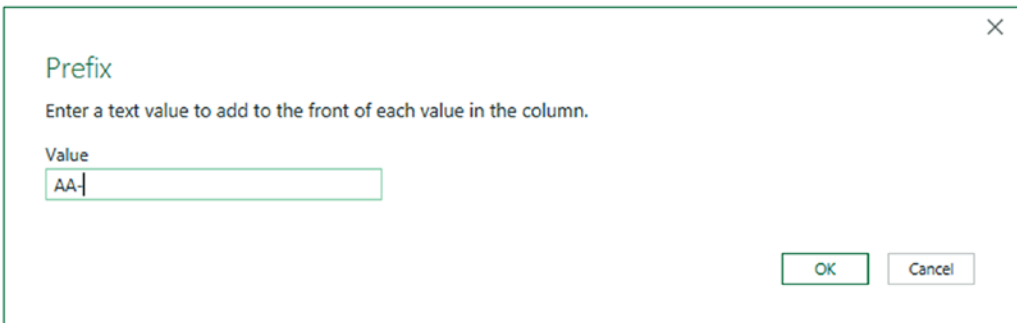 Prefix
Enter a text value to add to the front of each value in the column.
Value
AA-
OK Cancel